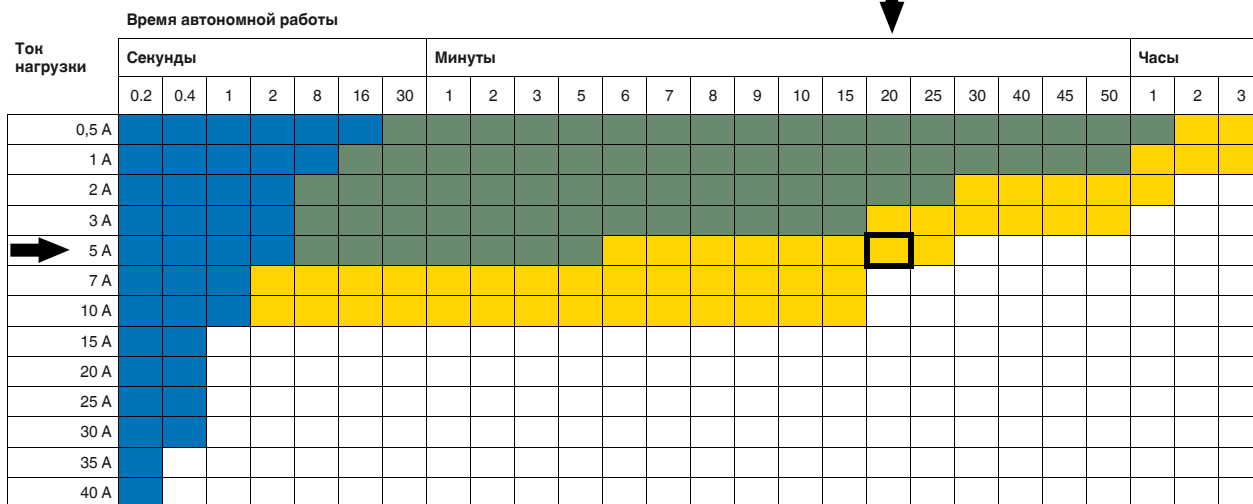 Время автономной работы
Ток нагрузки
Секунды Минуты Часы
0.2 0.4 1 2 8 16 30 1 2 3 5 6 7 8 9 10 15 20 25 30 40 45 50 1 2 3
0,5 A
1 A
2 A
3 A
5 A
7 A
10 A
15 A
20 A
25 A
30 A
35 A
40 A